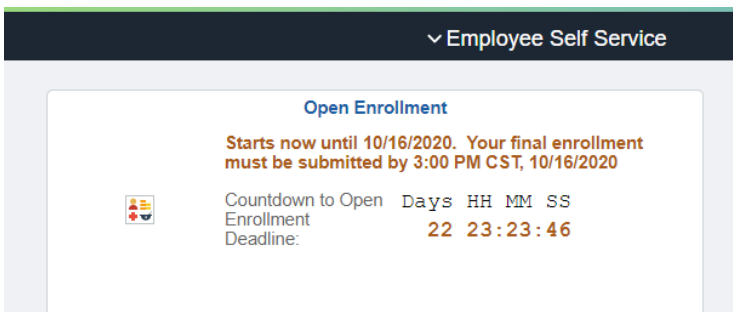 Employee Self Service
Open Enrollment
Starts now until 10/16/2020. Your final enrollment
must be submitted by 3:00 PM CST, 10/16/2020
Countdown to Open
Enrollment
Deadline:
Days HH MM SS
22 23:23:46